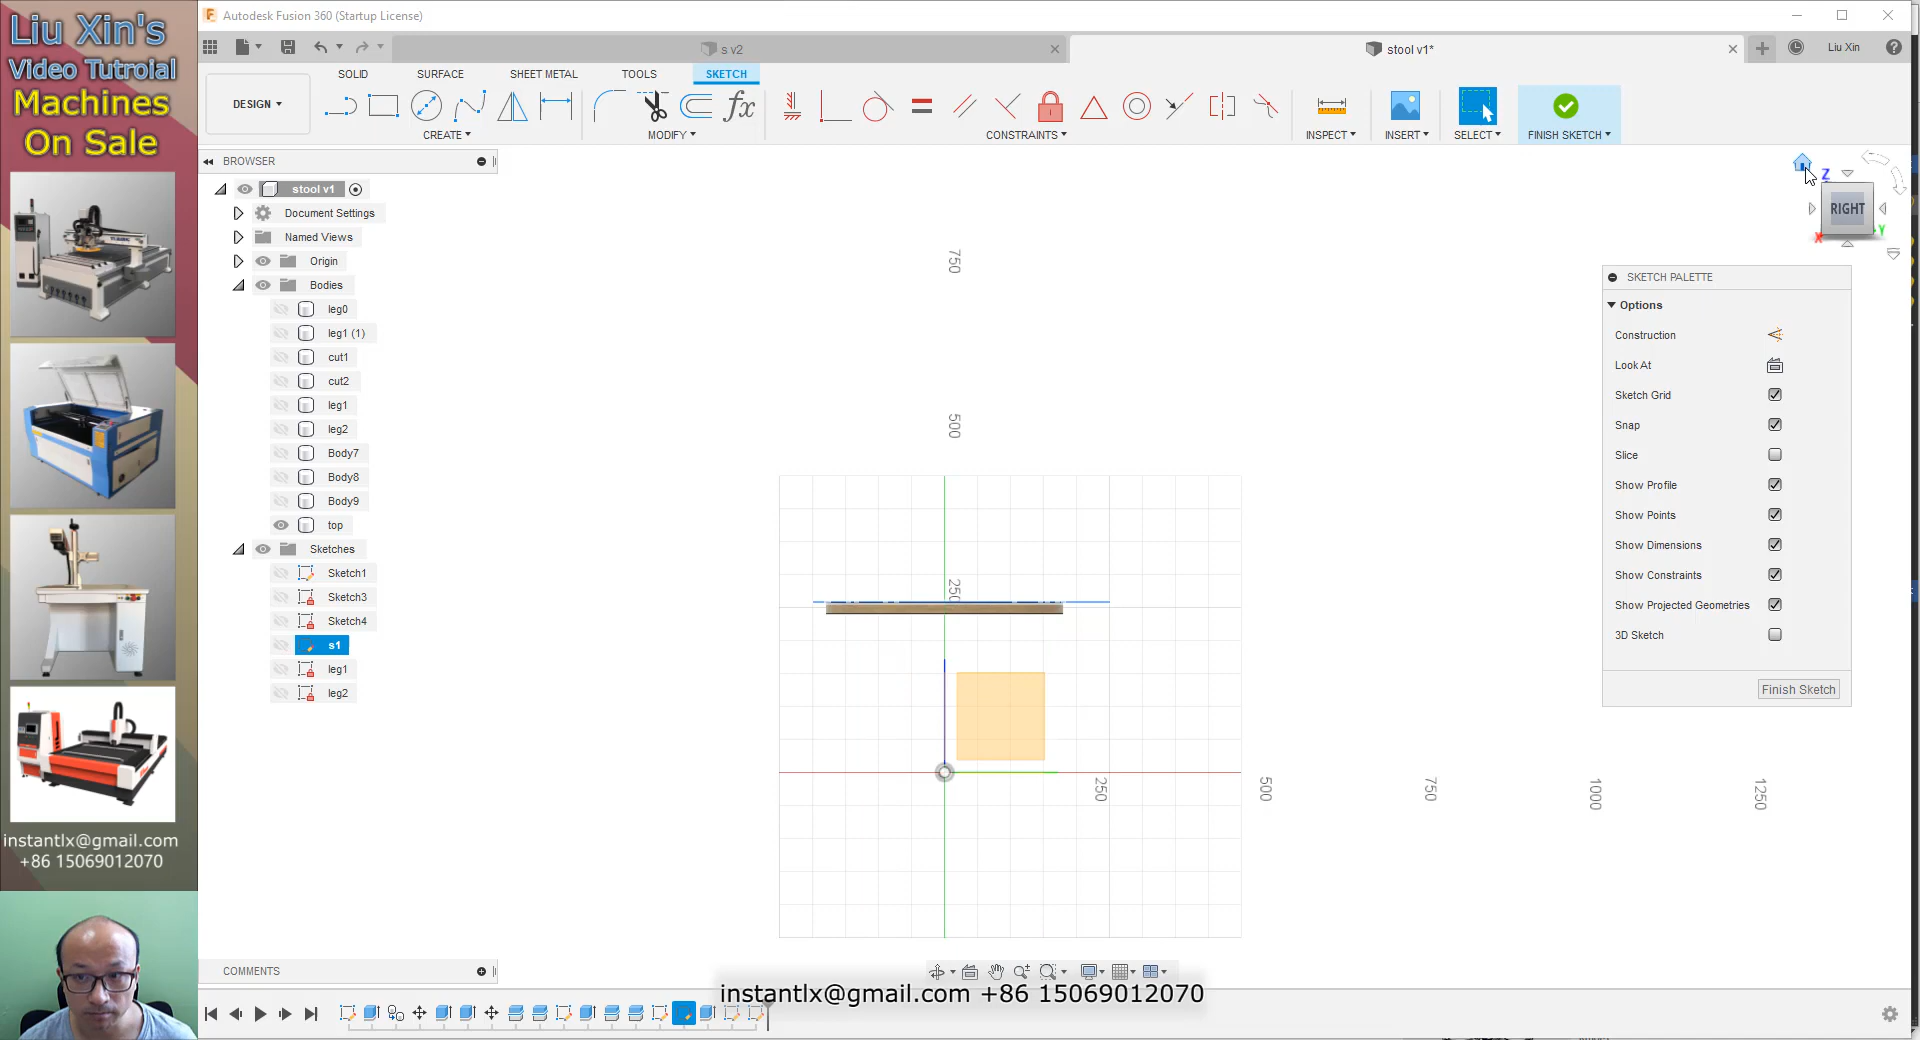 Liu Xin's
Video Tutroial
Machines
On Sale
instantlx@gmail.com
+86 15069012070
Autodesk Fusion 360 (Startup License)
s v2
stool v1*
Liu Xin
DESIGN
SOLID
SURFACE
SHEET METAL
TOOLS
SKETCH
CREATE
MODIFY
CONSTRAINTS
INSPECT
INSERT
SELECT
FINISH SKETCH
BROWSER
stool v1
Document Settings
Named Views
Origin
Bodies
leg0
leg1 (1)
cut1
cut2
leg1
leg2
Body7
Body8
Body9
top
Sketches
Sketch1
Sketch3
Sketch4
s1
leg1
leg2
750
500
250
250
500
750
1000
1250
Z
RIGHT
X
Y
SKETCH PALETTE
Options
Construction
Look At
Sketch Grid
Snap
Slice
Show Profile
Show Points
Show Dimensions
Show Constraints
Show Projected Geometries
3D Sketch
Finish Sketch
COMMENTS
instantlx@gmail.com +86 15069012070